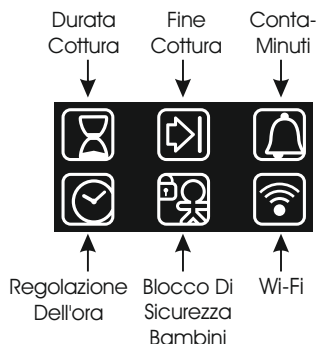 Durata
Cottura
Fine
Cottura
Conta-
Minuti
Regolazione
Dell'ora
Blocco Di
Sicurezza
Bambini
Wi-Fi